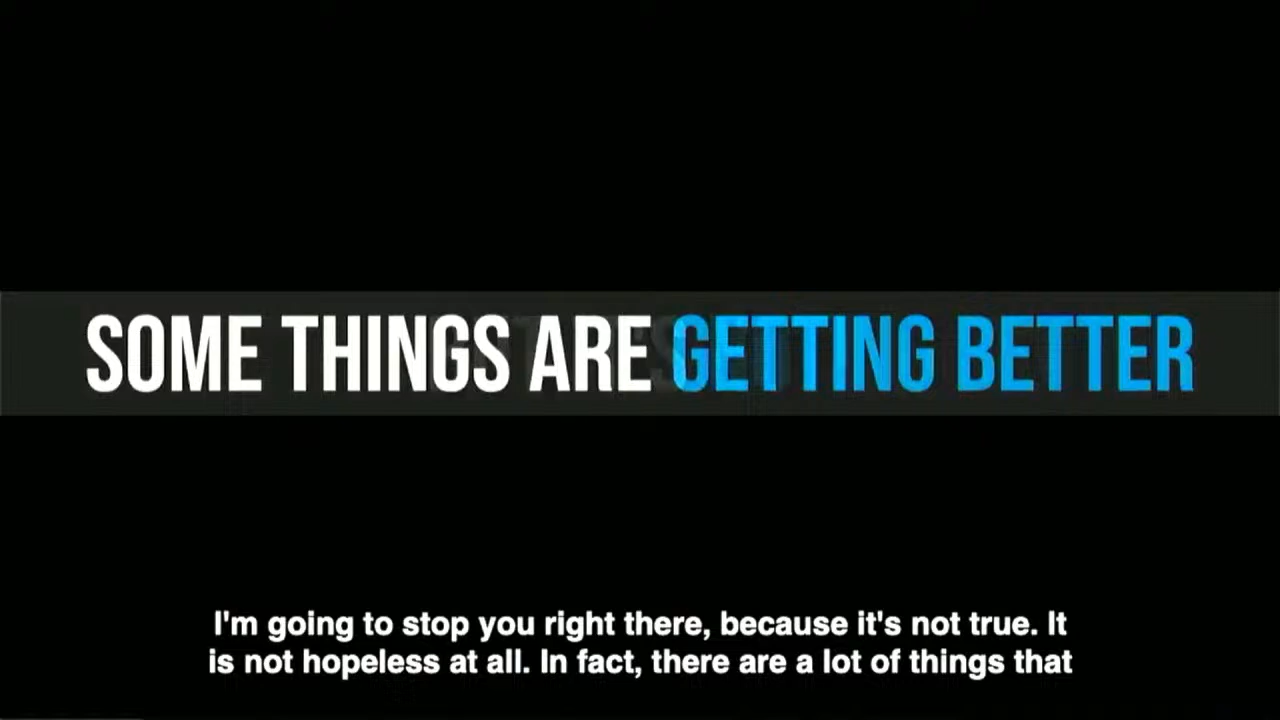 SOME THINGS ARE GETTING BETTER
I'm going to stop you right there, because it's not true. It
is not hopeless at all. In fact, there are a lot of things that